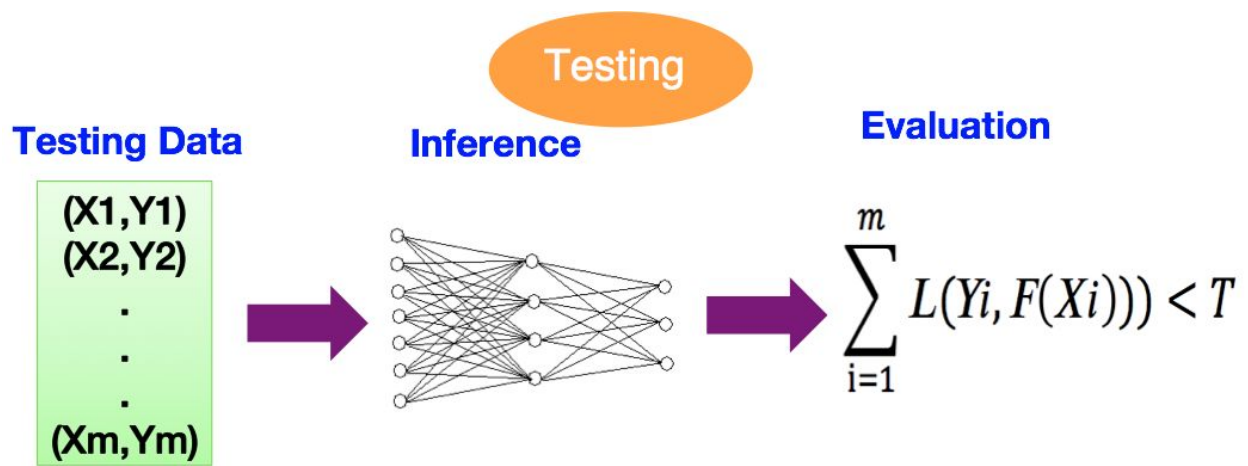 Testing
Testing Data
Inference
Evaluation
(X1,Y1)
(X2,Y2)
.
.
.
(Xm,Ym)
m
∑ L(Yi, F(Xi))) < T
i=1